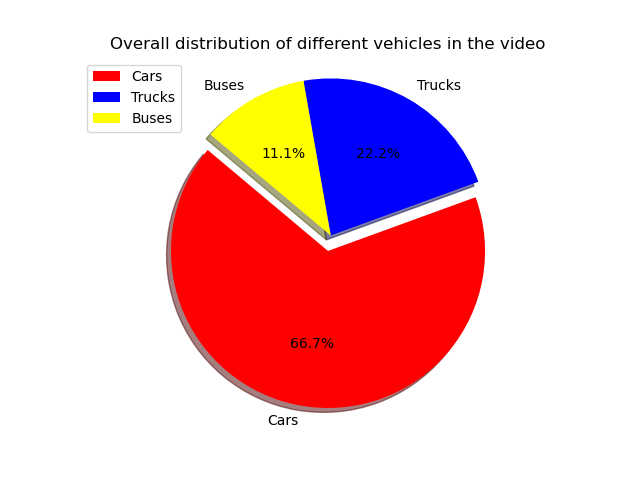 Overall distribution of different vehicles in the video
Cars
Trucks
Buses
Buses
Trucks
11.1%
22.2%
66.7%
Cars